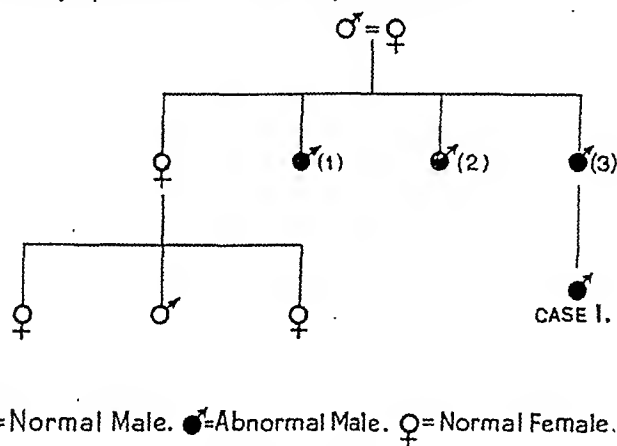 ♂=♀
♀ ♂(1) ♂(2) ♂(3)
♀ ♂ ♀ ♂
CASE I.
=Normal Male. ♂=Abnormal Male. ♀=Normal Female.